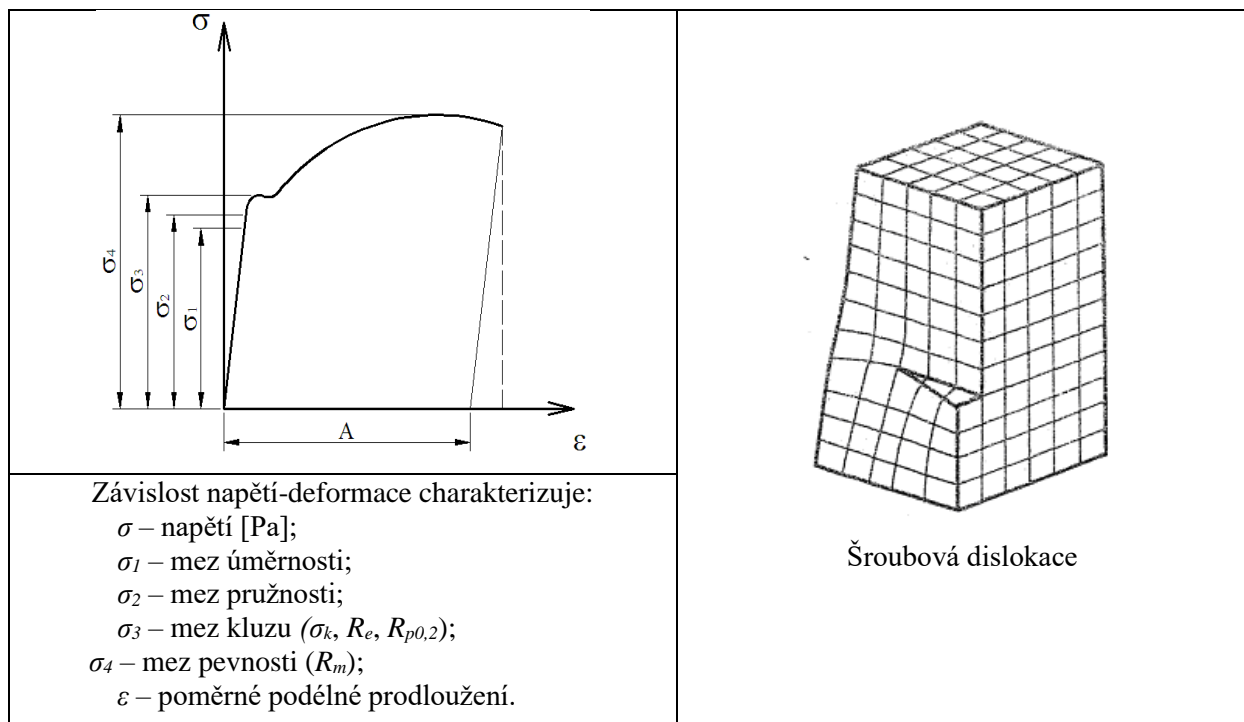 σ
σ4
σ3
σ2
σ1
A
ε
Závislost napětí-deformace charakterizuje:
σ – napětí [Pa];
σ1 – mez úměrnosti;
σ2 – mez pružnosti;
σ3 – mez kluzu (σk, Re, Rp0,2);
σ4 – mez pevnosti (Rm);
ε – poměrné podélné prodloužení.
Šroubová dislokace